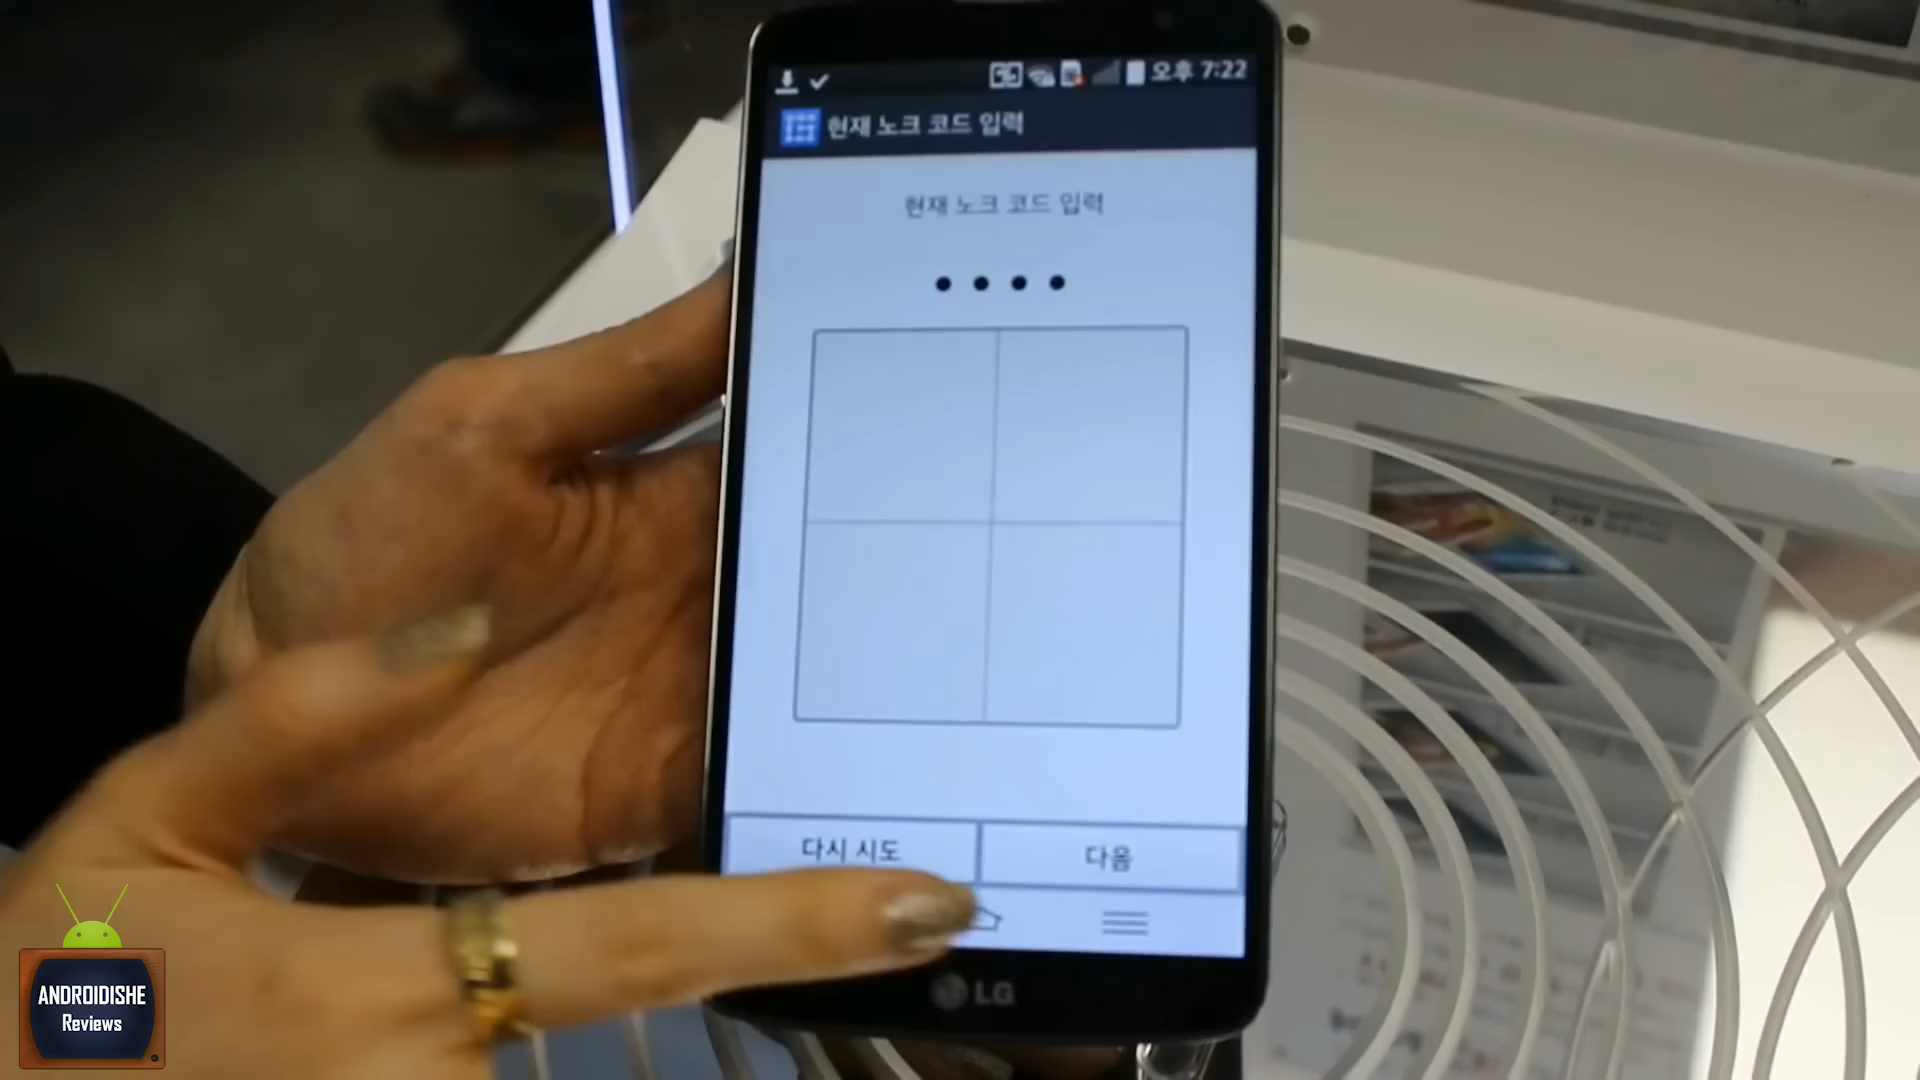 오후 7:22
현재 노크 코드 입력
현재 노크 코드 입력
다시 시도
다음
LG
ANDROIDISHE
Reviews